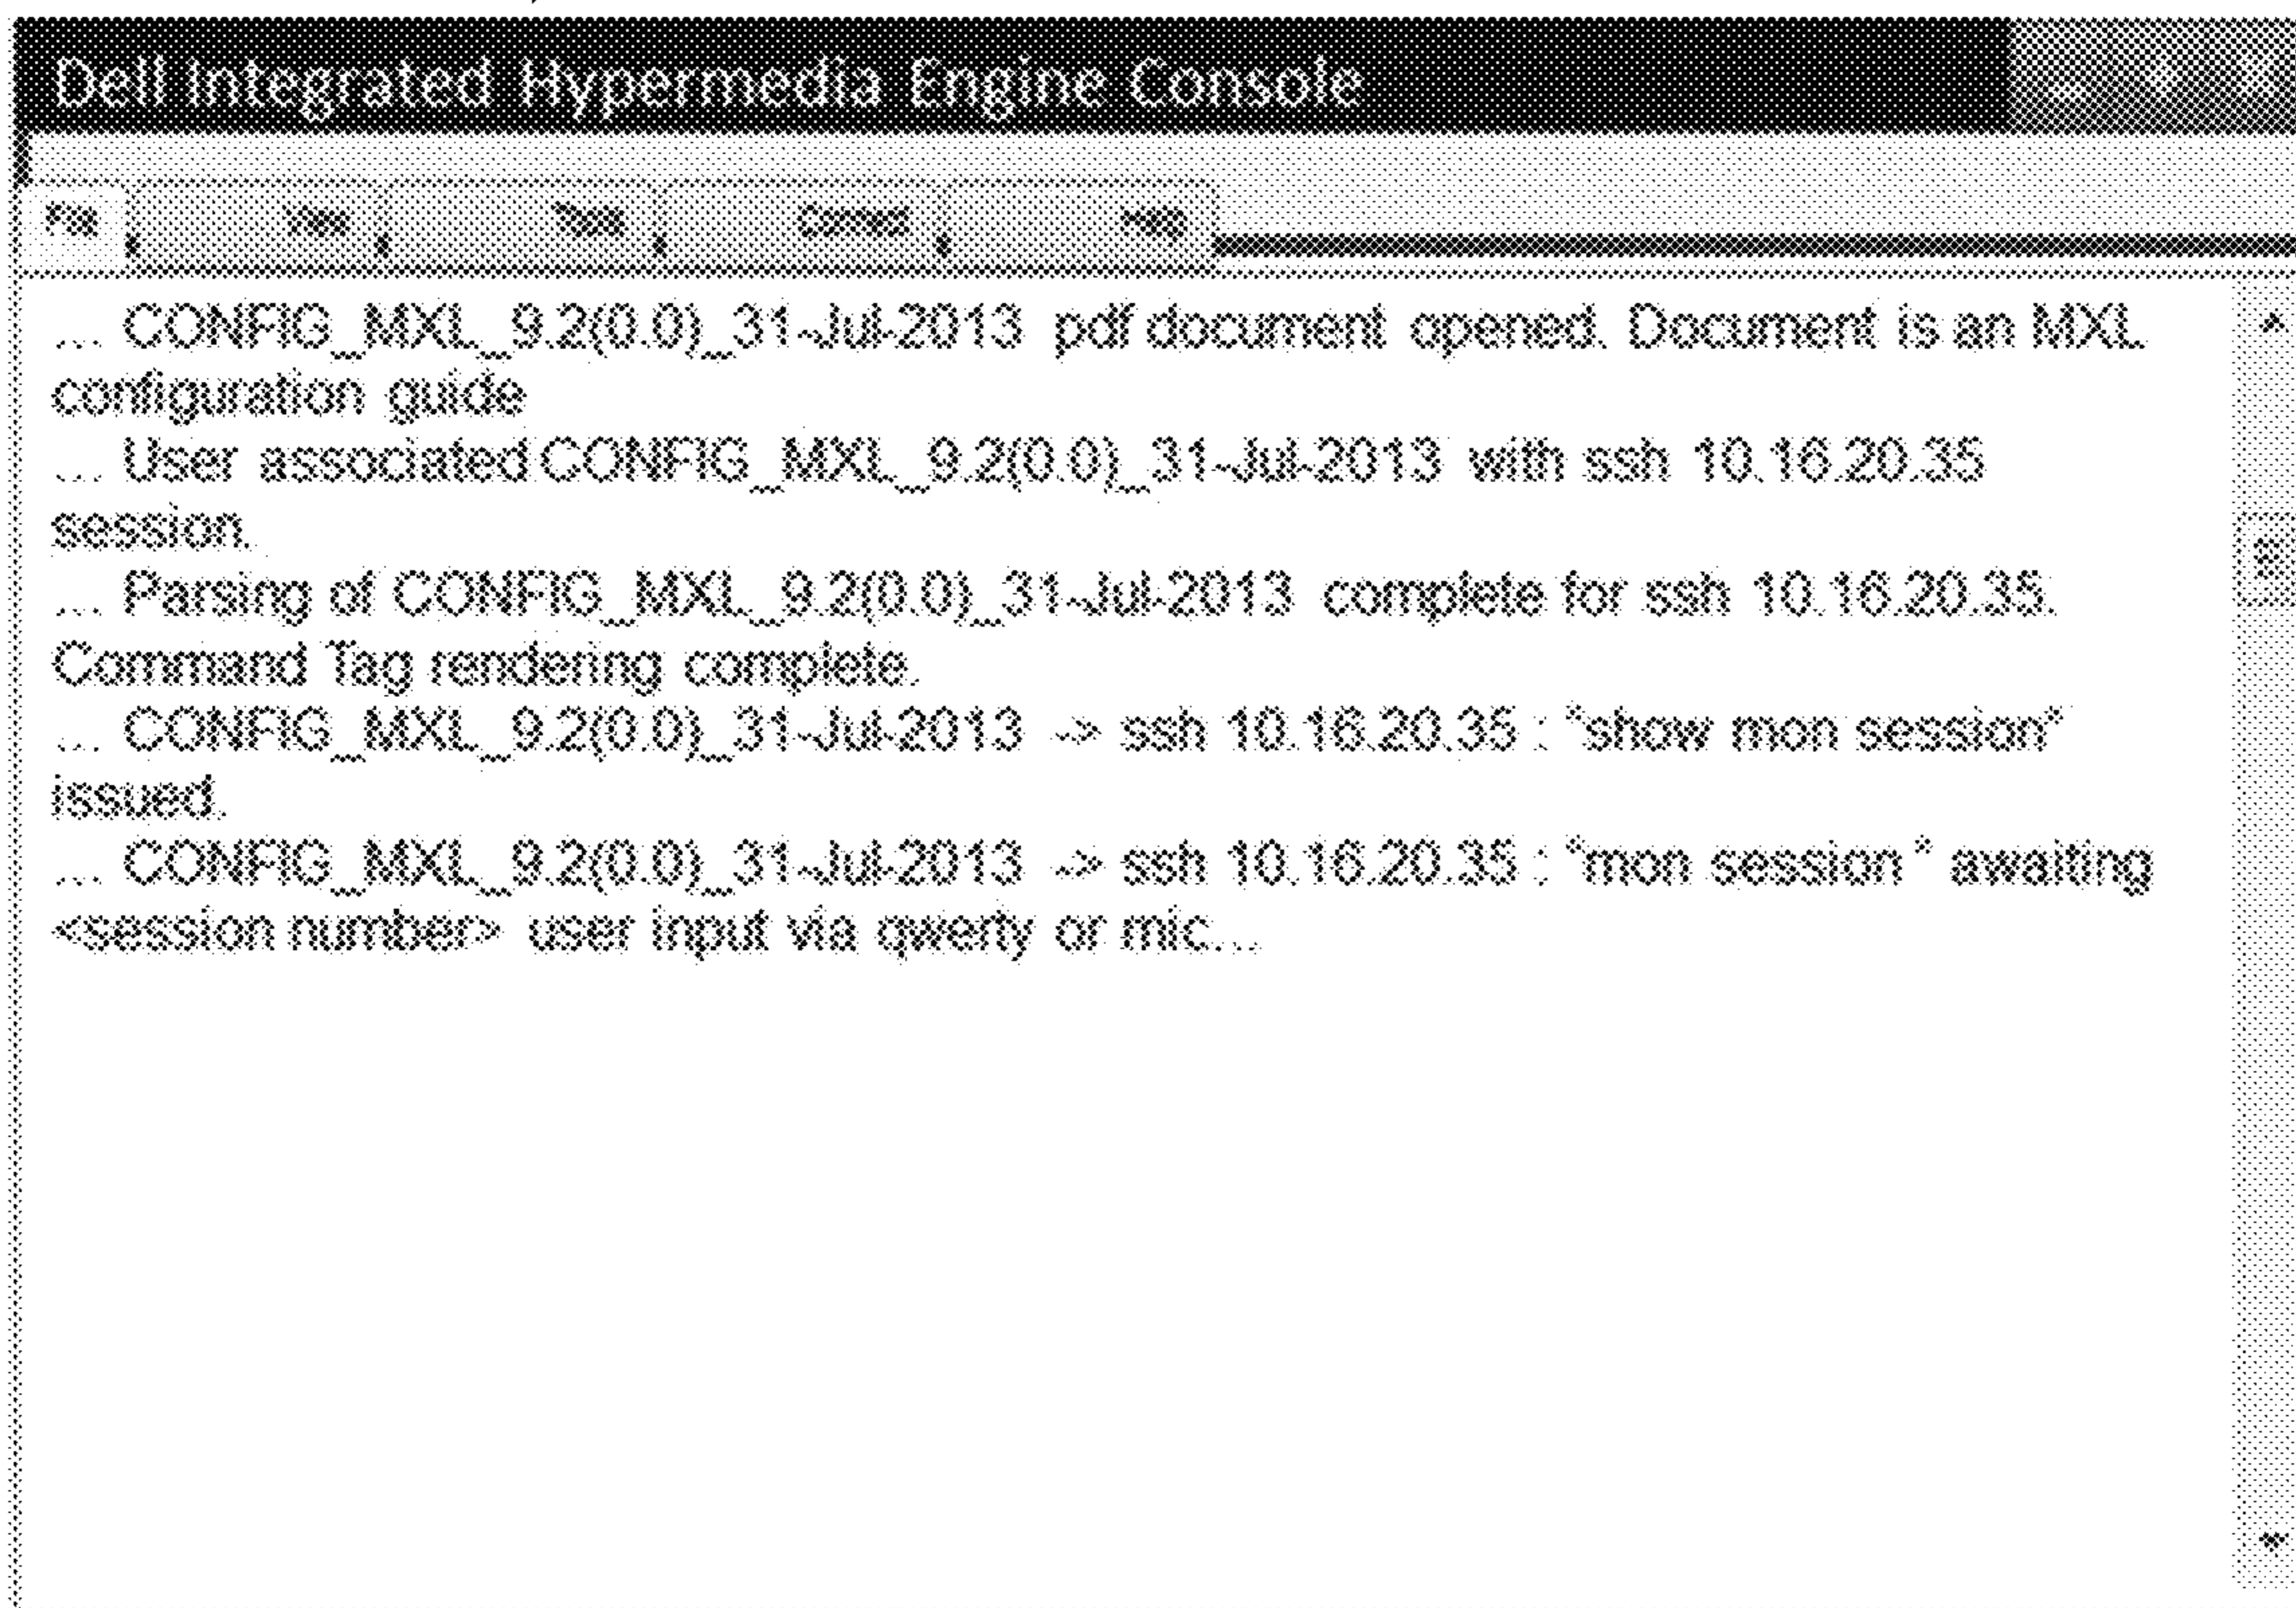 Dell Integrated Hypermedia Engine Console
File View Tools Connect Help
... CONFIG_MXL_9.2(0.0)_31-Jul-2013 pdf document opened. Document is an MXL
configuration guide
... User associated CONFIG_MXL_9.2(0.0)_31-Jul-2013 with ssh 10.16.20.35
session.
... Parsing of CONFIG_MXL_9.2(0.0)_31-Jul-2013 complete for ssh 10.16.20.35.
Command Tag rendering complete.
... CONFIG_MXL_9.2(0.0)_31-Jul-2013 -> ssh 10.16.20.35 : "show mon session"
issued.
... CONFIG_MXL_9.2(0.0)_31-Jul-2013 -> ssh 10.16.20.35 : "mon session " awaiting
<session number> user input via qwerty or mic...